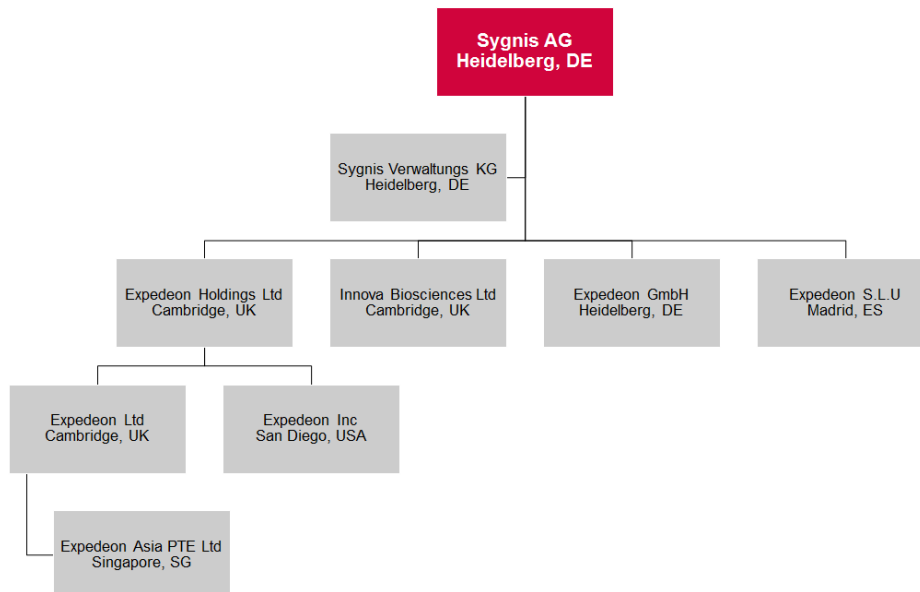 Sygnis AG
Heidelberg, DE
Sygnis Verwaltungs KG
Heidelberg, DE
Expedeon Holdings Ltd
Cambridge, UK
Innova Biosciences Ltd
Cambridge, UK
Expedeon GmbH
Heidelberg, DE
Expedeon S.L.U
Madrid, ES
Expedeon Ltd
Cambridge, UK
Expedeon Inc
San Diego, USA
Expedeon Asia PTE Ltd
Singapore, SG